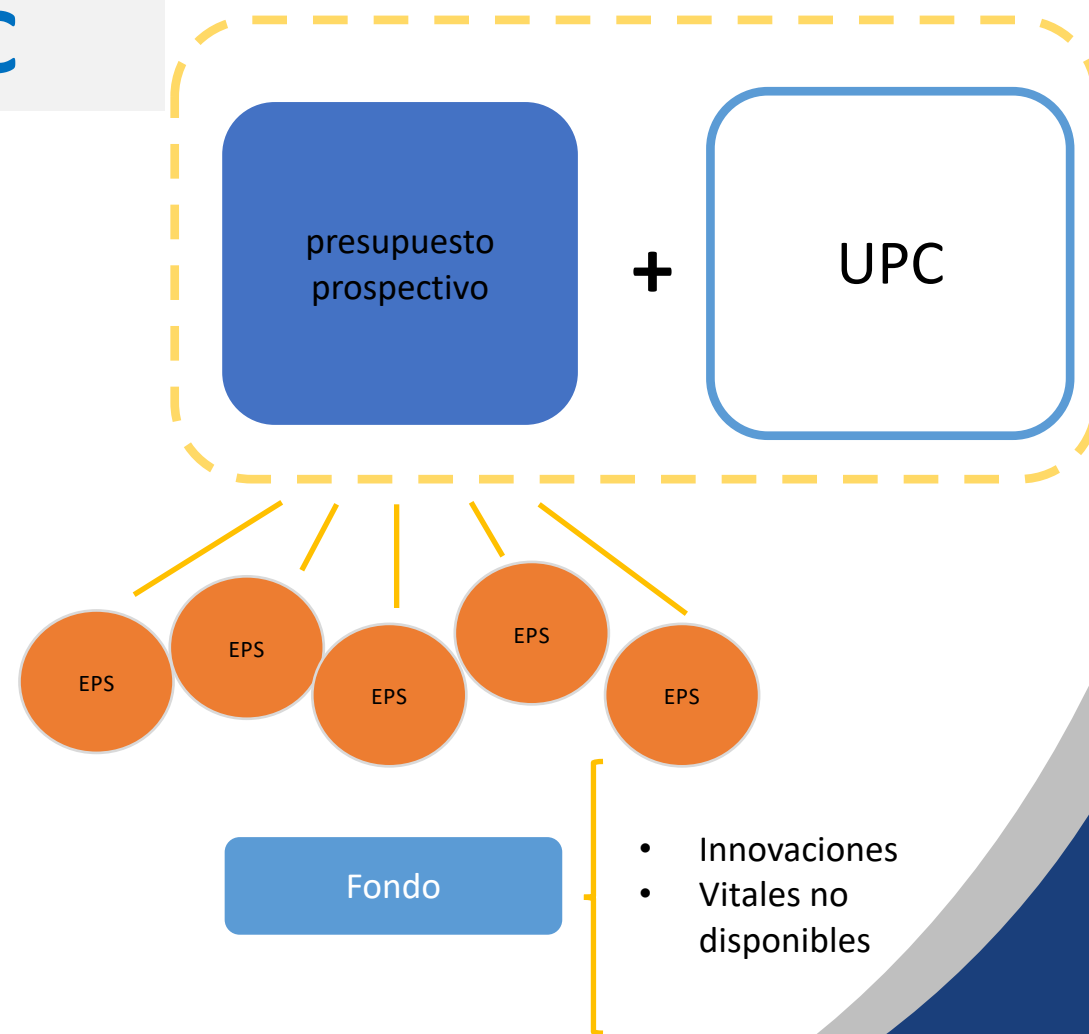 C
presupuesto
prospectivo
+
UPC
EPS
EPS
EPS
EPS
EPS
Fondo
• Innovaciones
• Vitales no
disponibles